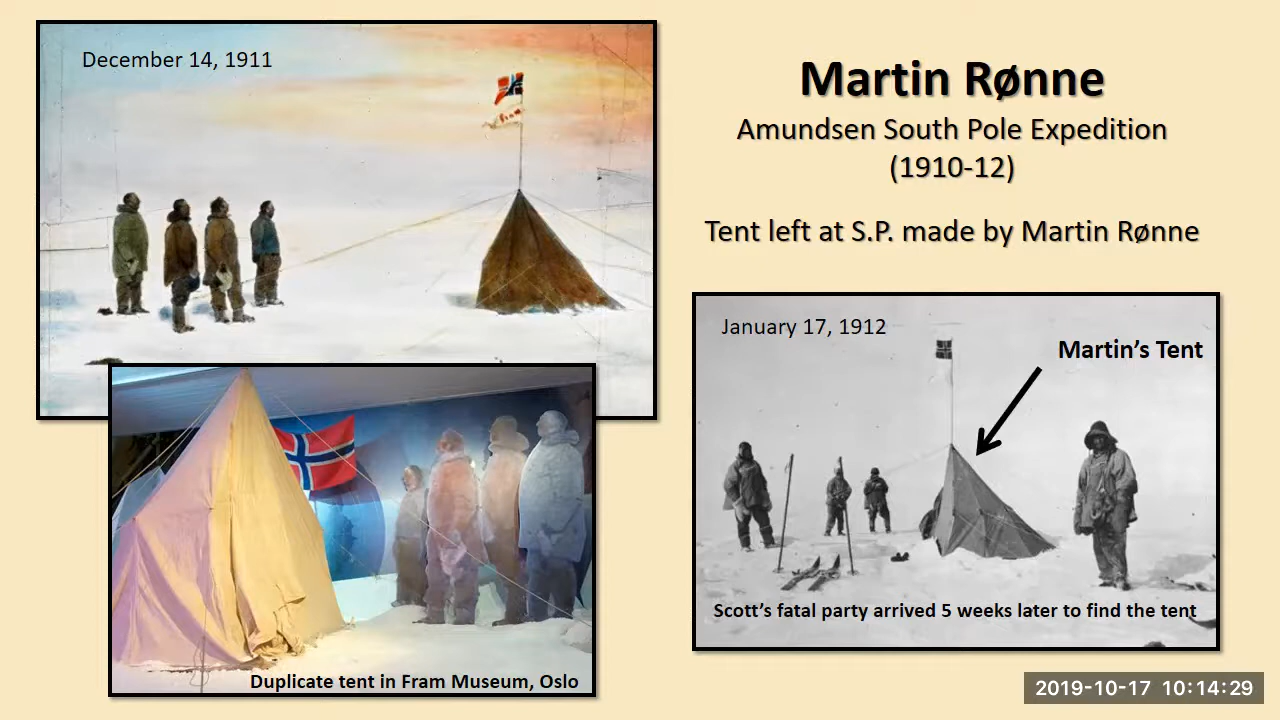 December 14, 1911
Martin Rønne
Amundsen South Pole Expedition
(1910-12)
Tent left at S.P. made by Martin Rønne
January 17, 1912
Martin’s Tent
Scott’s fatal party arrived 5 weeks later to find the tent
Duplicate tent in Fram Museum, Oslo
2019-10-17 10:14:29